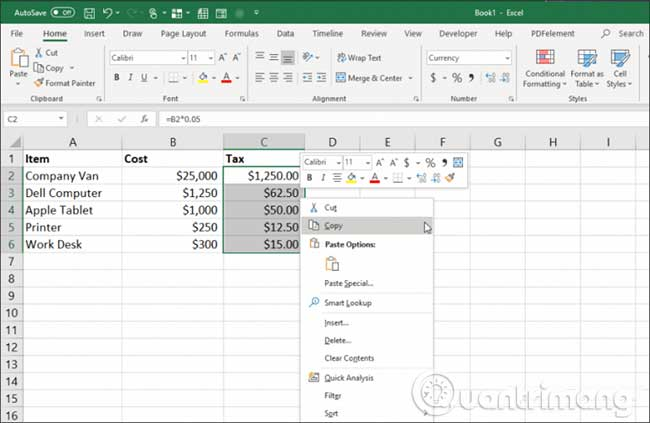 AutoSave Off Book1 - Excel
File Home Insert Draw Page Layout Formulas Data Review View Developer Help PDFelement
Paste Cut Copy Format Painter
Calibri 11 A A Wrap Text Currency
B I U A Merge & Center $ % , Conditional Formatting Format as Table Cell Styles
Clipboard Font Alignment Number Styles
C2 fx =B2*0.05
A B C D E F G H I
1 Item Cost Tax
2 Company Van $25,000 $1,250.00
3 Dell Computer $1,250 $62.50
4 Apple Tablet $1,000 $50.00
5 Printer $250 $12.50
6 Work Desk $300 $15.00
7
8
9
10
11
12
13
14
15
16
Calibri 11 A A $ % ,
B I A
Cut
Copy
Paste Options:
Paste Special...
Smart Lookup
Insert...
Delete...
Clear Contents
Quick Analysis
Filter
Sort
Quantrimang